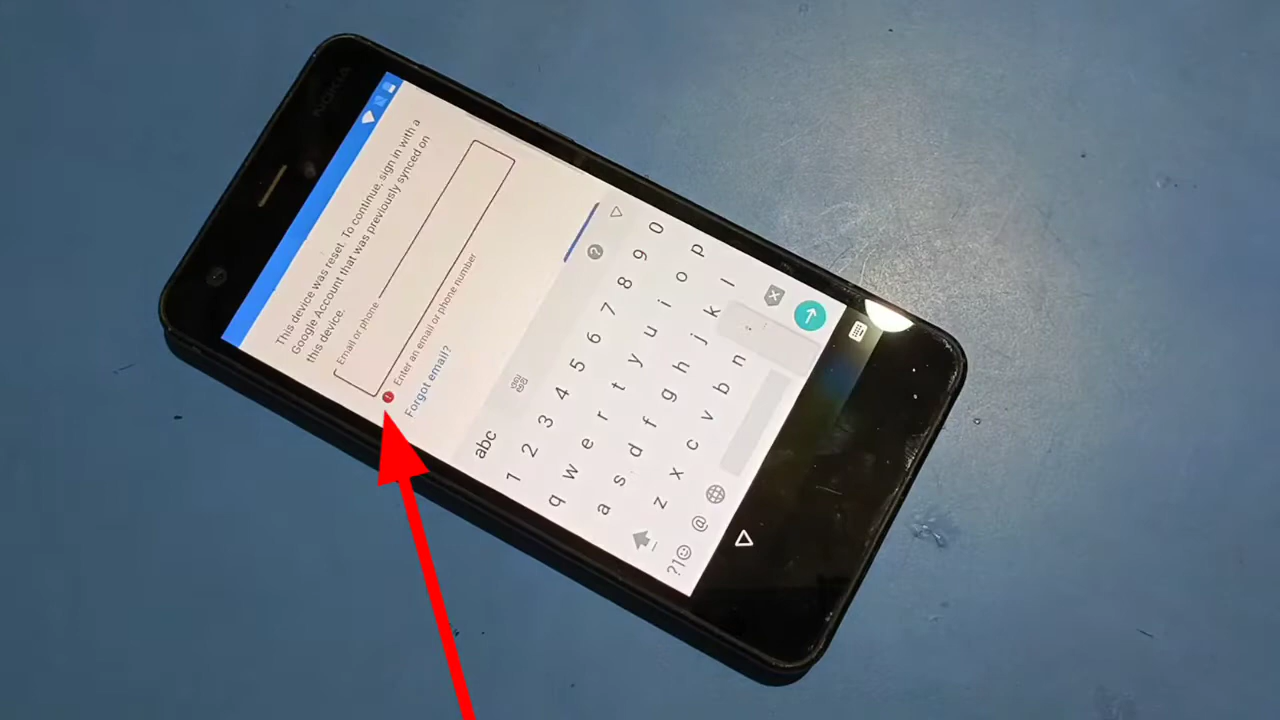 NOKIA
This device was reset. To continue, sign in with a
Google Account that was previously synced on
this device.
Email or phone
Enter an email or phone number
Forgot email?
abc
1 2 3 4 5 6 7 8 9 0
q w e r t y u i o p
a s d f g h j k l
z x c v b n
?1☺ @